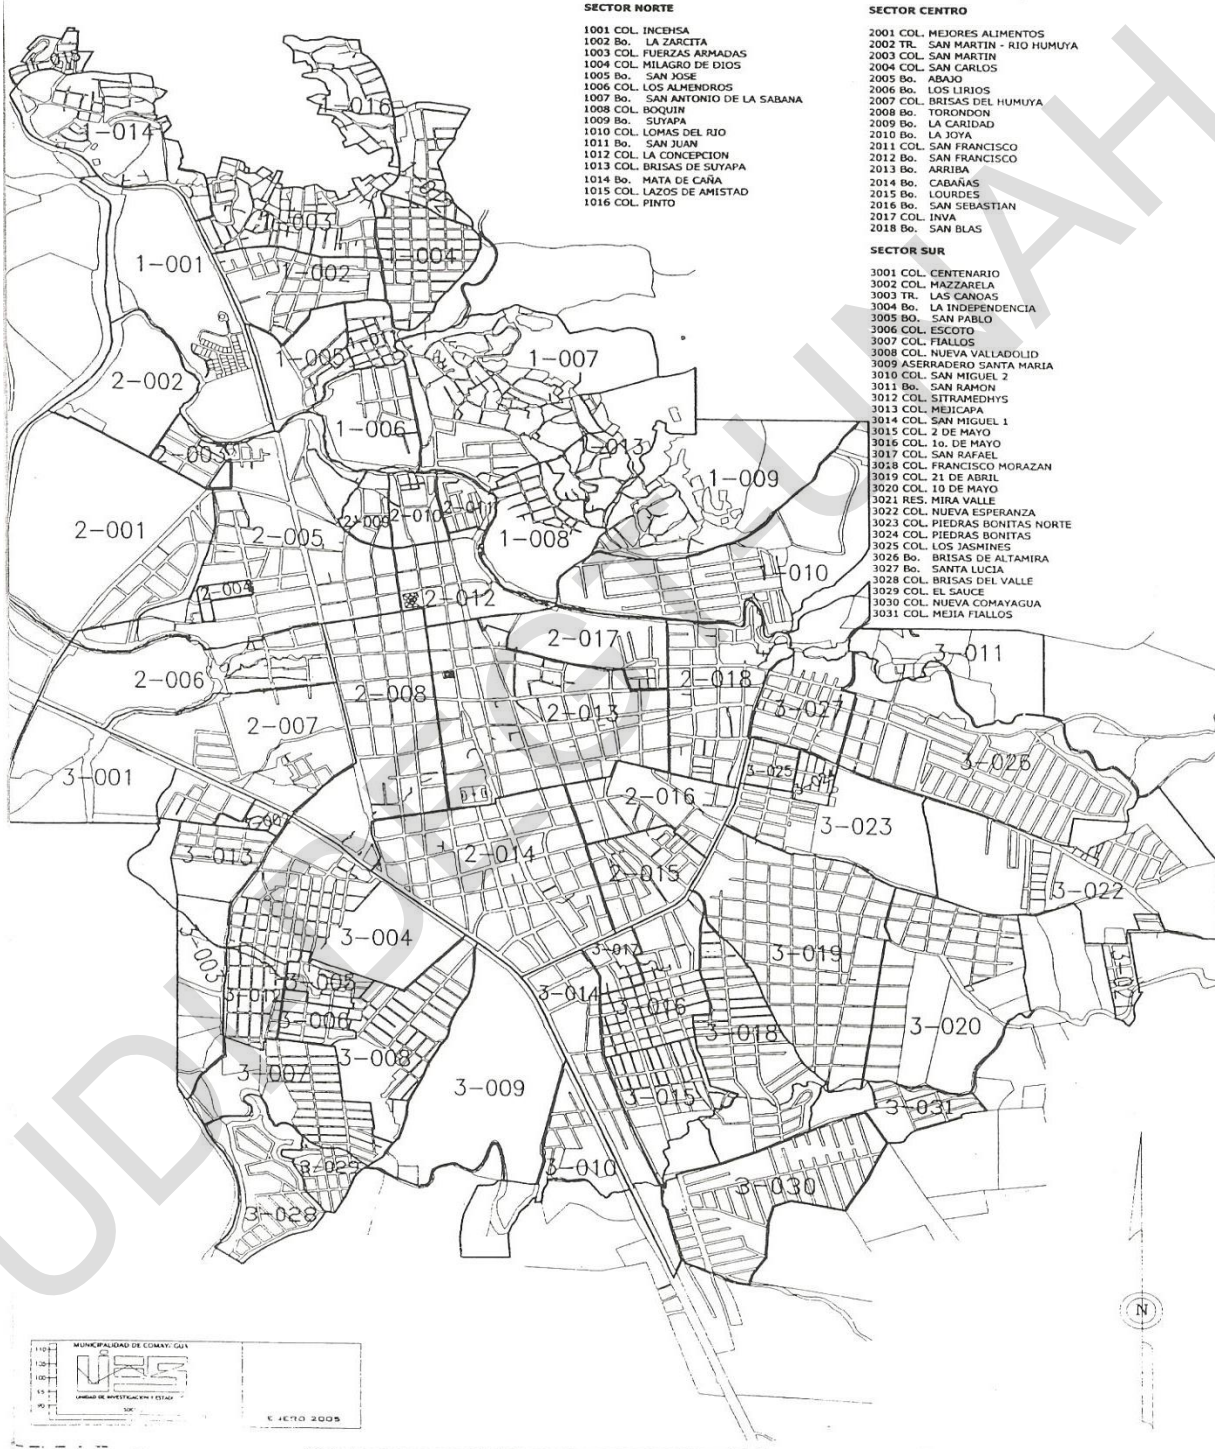 SECTOR NORTE
1001 COL. INCEHSA
1002 Bo. LA ZARCITA
1003 COL. FUERZAS ARMADAS
1004 COL. MILAGRO DE DIOS
1005 Bo. SAN JOSE
1006 COL. LOS ALMENDROS
1007 Bo. SAN ANTONIO DE LA SABANA
1008 COL. BOQUIN
1009 Bo. SUYAPA
1010 COL. LOMAS DEL RIO
1011 Bo. SAN JUAN
1012 COL. LA CONCEPCION
1013 COL. BRISAS DE SUYAPA
1014 Bo. MATA DE CAÑA
1015 COL. LAZOS DE AMISTAD
1016 COL. PINTO
SECTOR CENTRO
2001 COL. MEJORES ALIMENTOS
2002 TR. SAN MARTIN - RIO HUMUYA
2003 COL. SAN MARTIN
2004 COL. SAN CARLOS
2005 Bo. ABAJO
2006 Bo. LOS LIRIOS
2007 COL. BRISAS DEL HUMUYA
2008 Bo. TORONDON
2009 Bo. LA CARIDAD
2010 Bo. LA JOYA
2011 COL. SAN FRANCISCO
2012 Bo. SAN FRANCISCO
2013 Bo. ARRIBA
2014 Bo. CABAÑAS
2015 Bo. LOURDES
2016 Bo. SAN SEBASTIAN
2017 COL. INVA
2018 Bo. SAN BLAS
SECTOR SUR
3001 COL. CENTENARIO
3002 COL. MAZZARELA
3003 TR. LAS CANOAS
3004 Bo. LA INDEPENDENCIA
3005 BO. SAN PABLO
3006 COL. ESCOTO
3007 COL. FIALLOS
3008 COL. NUEVA VALLADOLID
3009 ASERRADERO SANTA MARIA
3010 COL. SAN MIGUEL 2
3011 Bo. SAN RAMON
3012 COL. SITRAMEDHYS
3013 COL. MEJICAPA
3014 COL. SAN MIGUEL 1
3015 COL. 2 DE MAYO
3016 COL. 1o. DE MAYO
3017 COL. SAN RAFAEL
3018 COL. FRANCISCO MORAZAN
3019 COL. 21 DE ABRIL
3020 COL. 10 DE MAYO
3021 RES. MIRA VALLE
3022 COL. NUEVA ESPERANZA
3023 COL. PIEDRAS BONITAS NORTE
3024 COL. PIEDRAS BONITAS
3025 COL. LOS JASMINES
3026 Bo. BRISAS DE ALTAMIRA
3027 Bo. SANTA LUCIA
3028 COL. BRISAS DEL VALLE
3029 COL. EL SAUCE
3030 COL. NUEVA COMAYAGUA
3031 COL. MEJIA FIALLOS
1-016
1-014
1-003
1-004
1-001
1-002
1-005
1-007
2-002
1-006
2-003
1-013
1-009
2-001
2-005
2-009
2-010
2-011
1-008
1-010
2-004
2-012
2-017
3-011
2-006
2-008
2-018
2-007
2-013
3-027
3-001
3-025
3-026
2-016
3-023
3-013
2-014
2-015
3-022
3-004
3-003
3-017
3-019
3-005
3-014
3-016
3-006
3-018
3-020
3-008
3-007
3-009
3-015
3-031
3-029
3-010
3-030
3-028
N
MUNICIPALIDAD DE COMAYAGUA
UNIDAD DE INVESTIGACION Y ESTAD
ENERO 2005
UDI-DEGT-UNAH